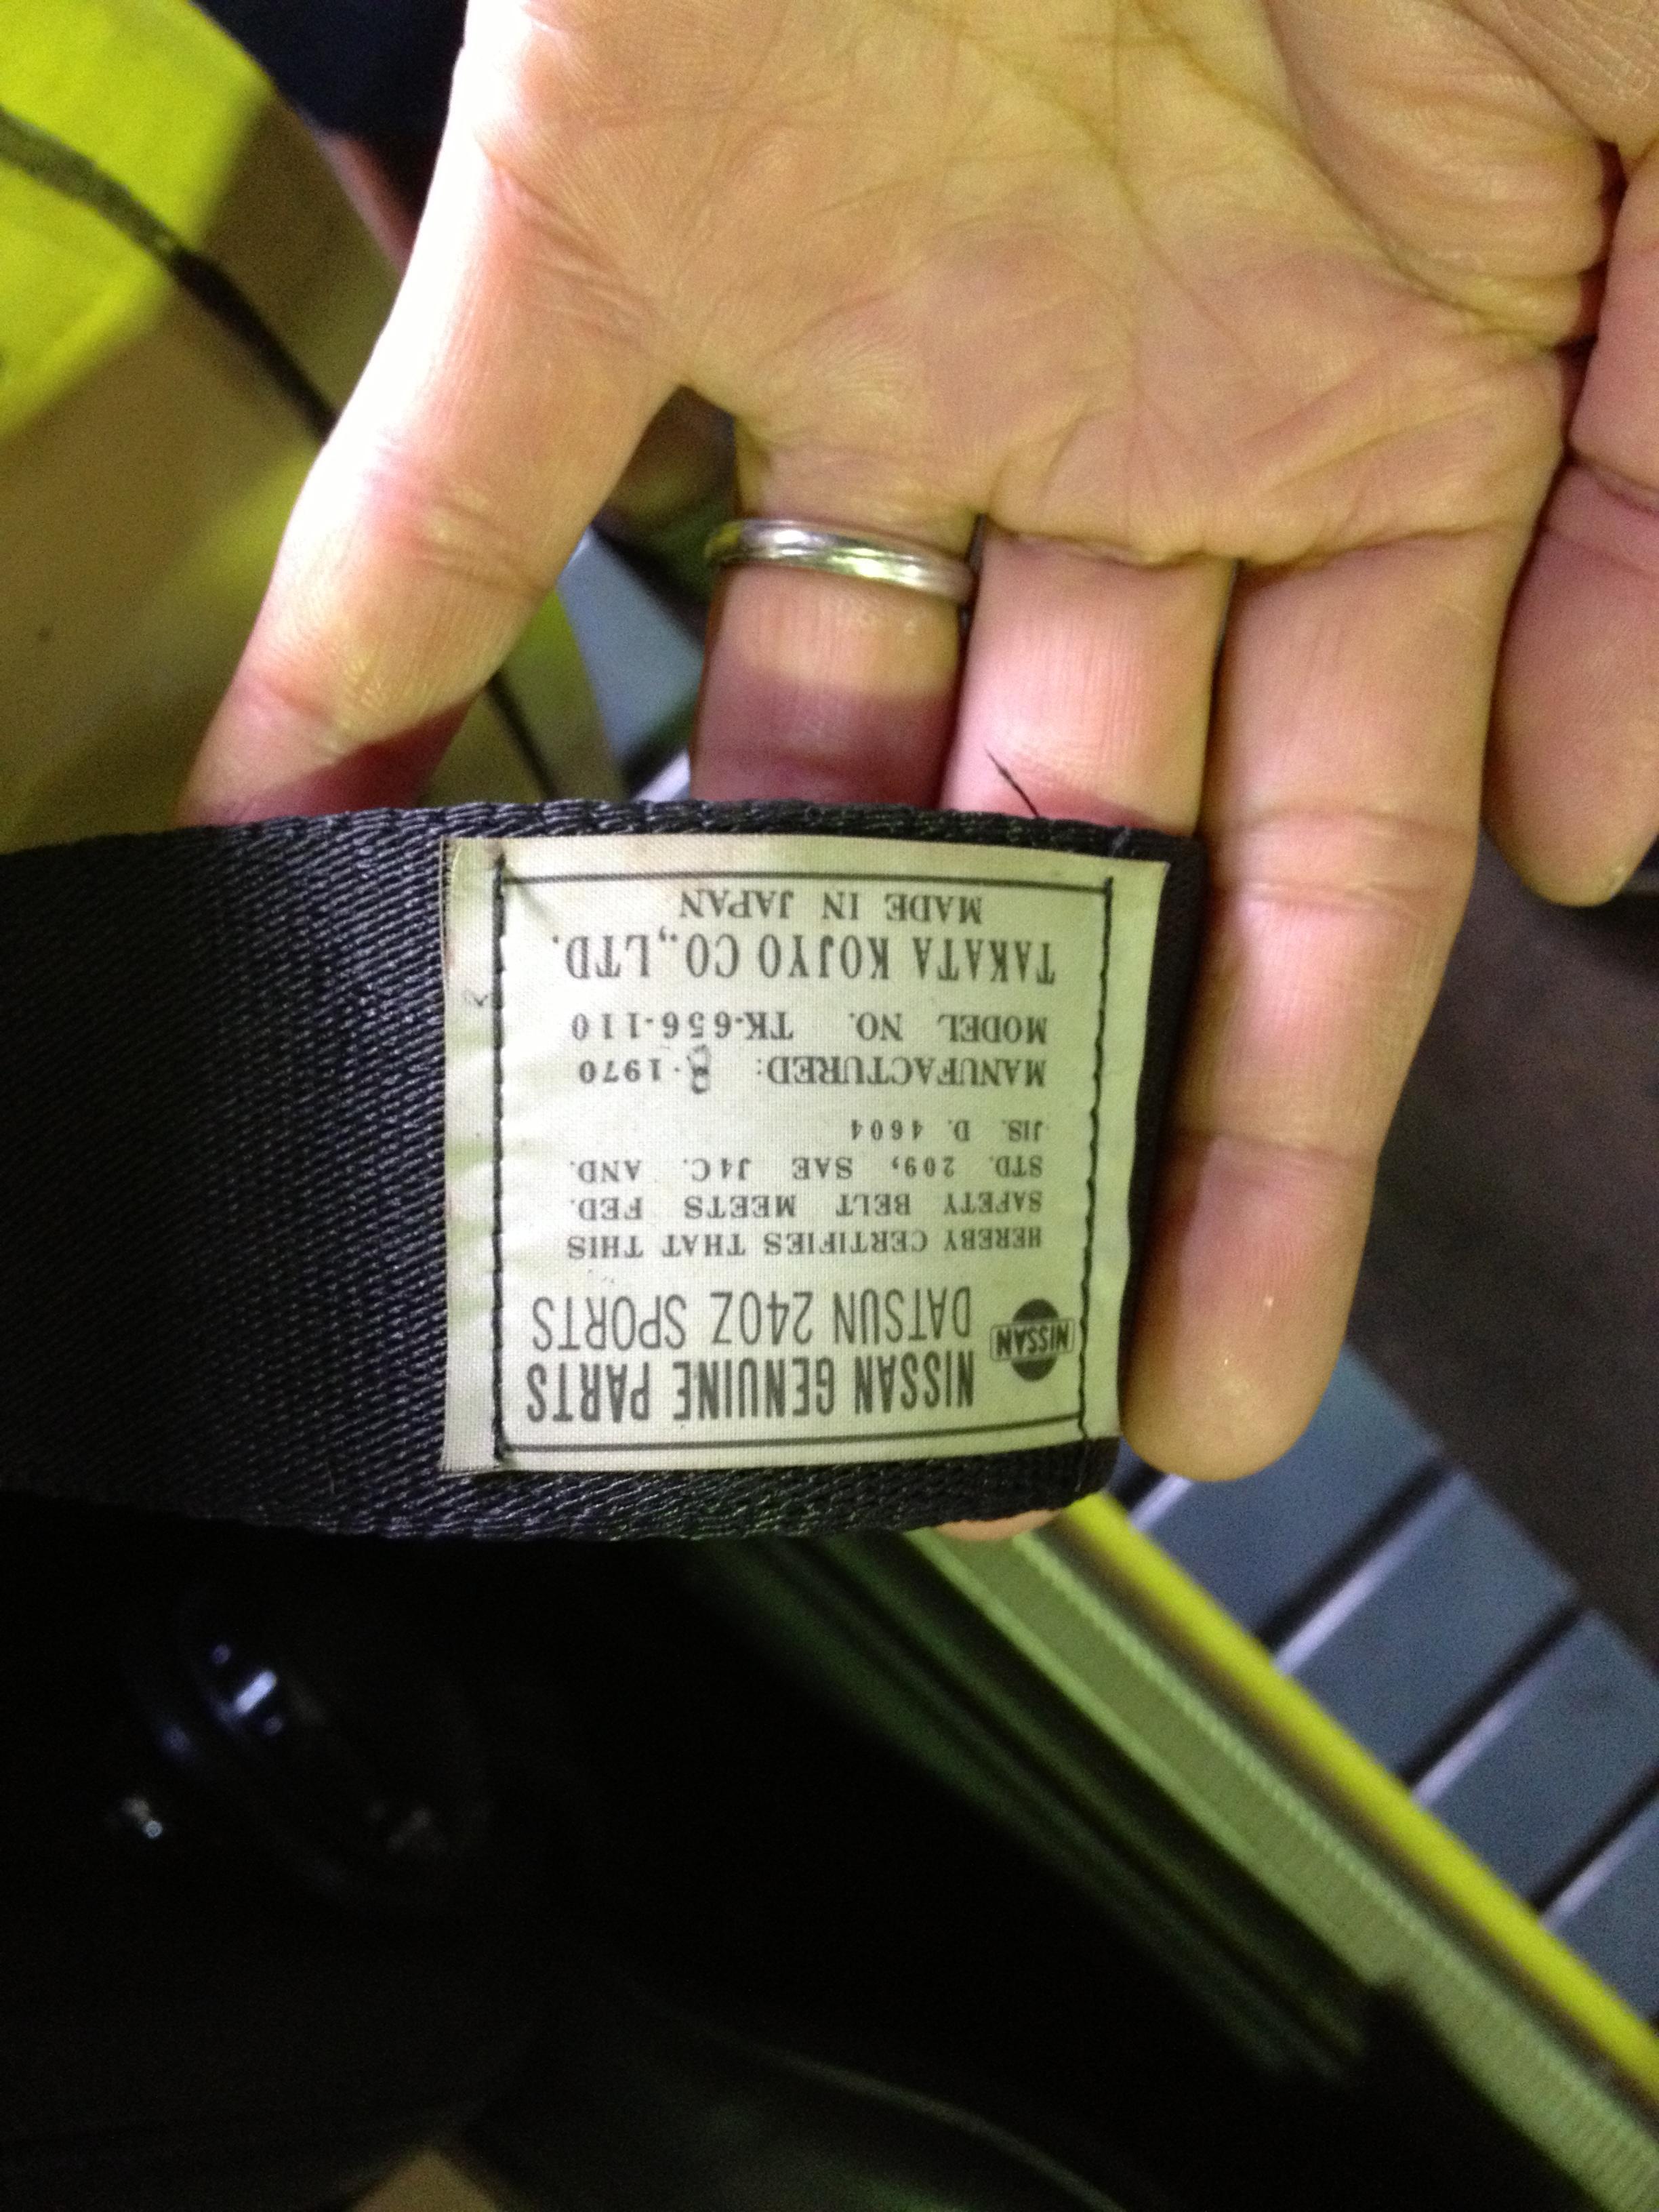 NISSAN
NISSAN GENUINE PARTS
DATSUN 240Z SPORTS
HEREBY CERTIFIES THAT THIS
SAFETY BELT MEETS FED.
STD. 209, SAE J4C. AND.
JIS. D. 4604
MANUFACTURED: 8·1970
MODEL NO. TK-656-110
TAKATA KOJYO CO., LTD.
MADE IN JAPAN